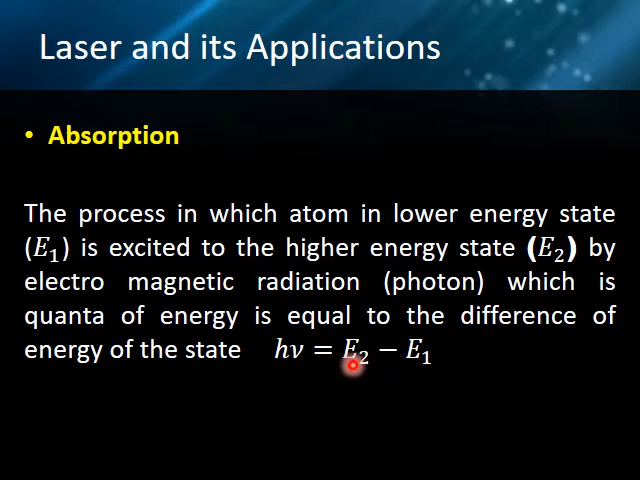 Laser and its Applications
• Absorption
The process in which atom in lower energy state
(E₁) is excited to the higher energy state (E₂) by
electro magnetic radiation (photon) which is
quanta of energy is equal to the difference of
energy of the state hν = E₂ − E₁